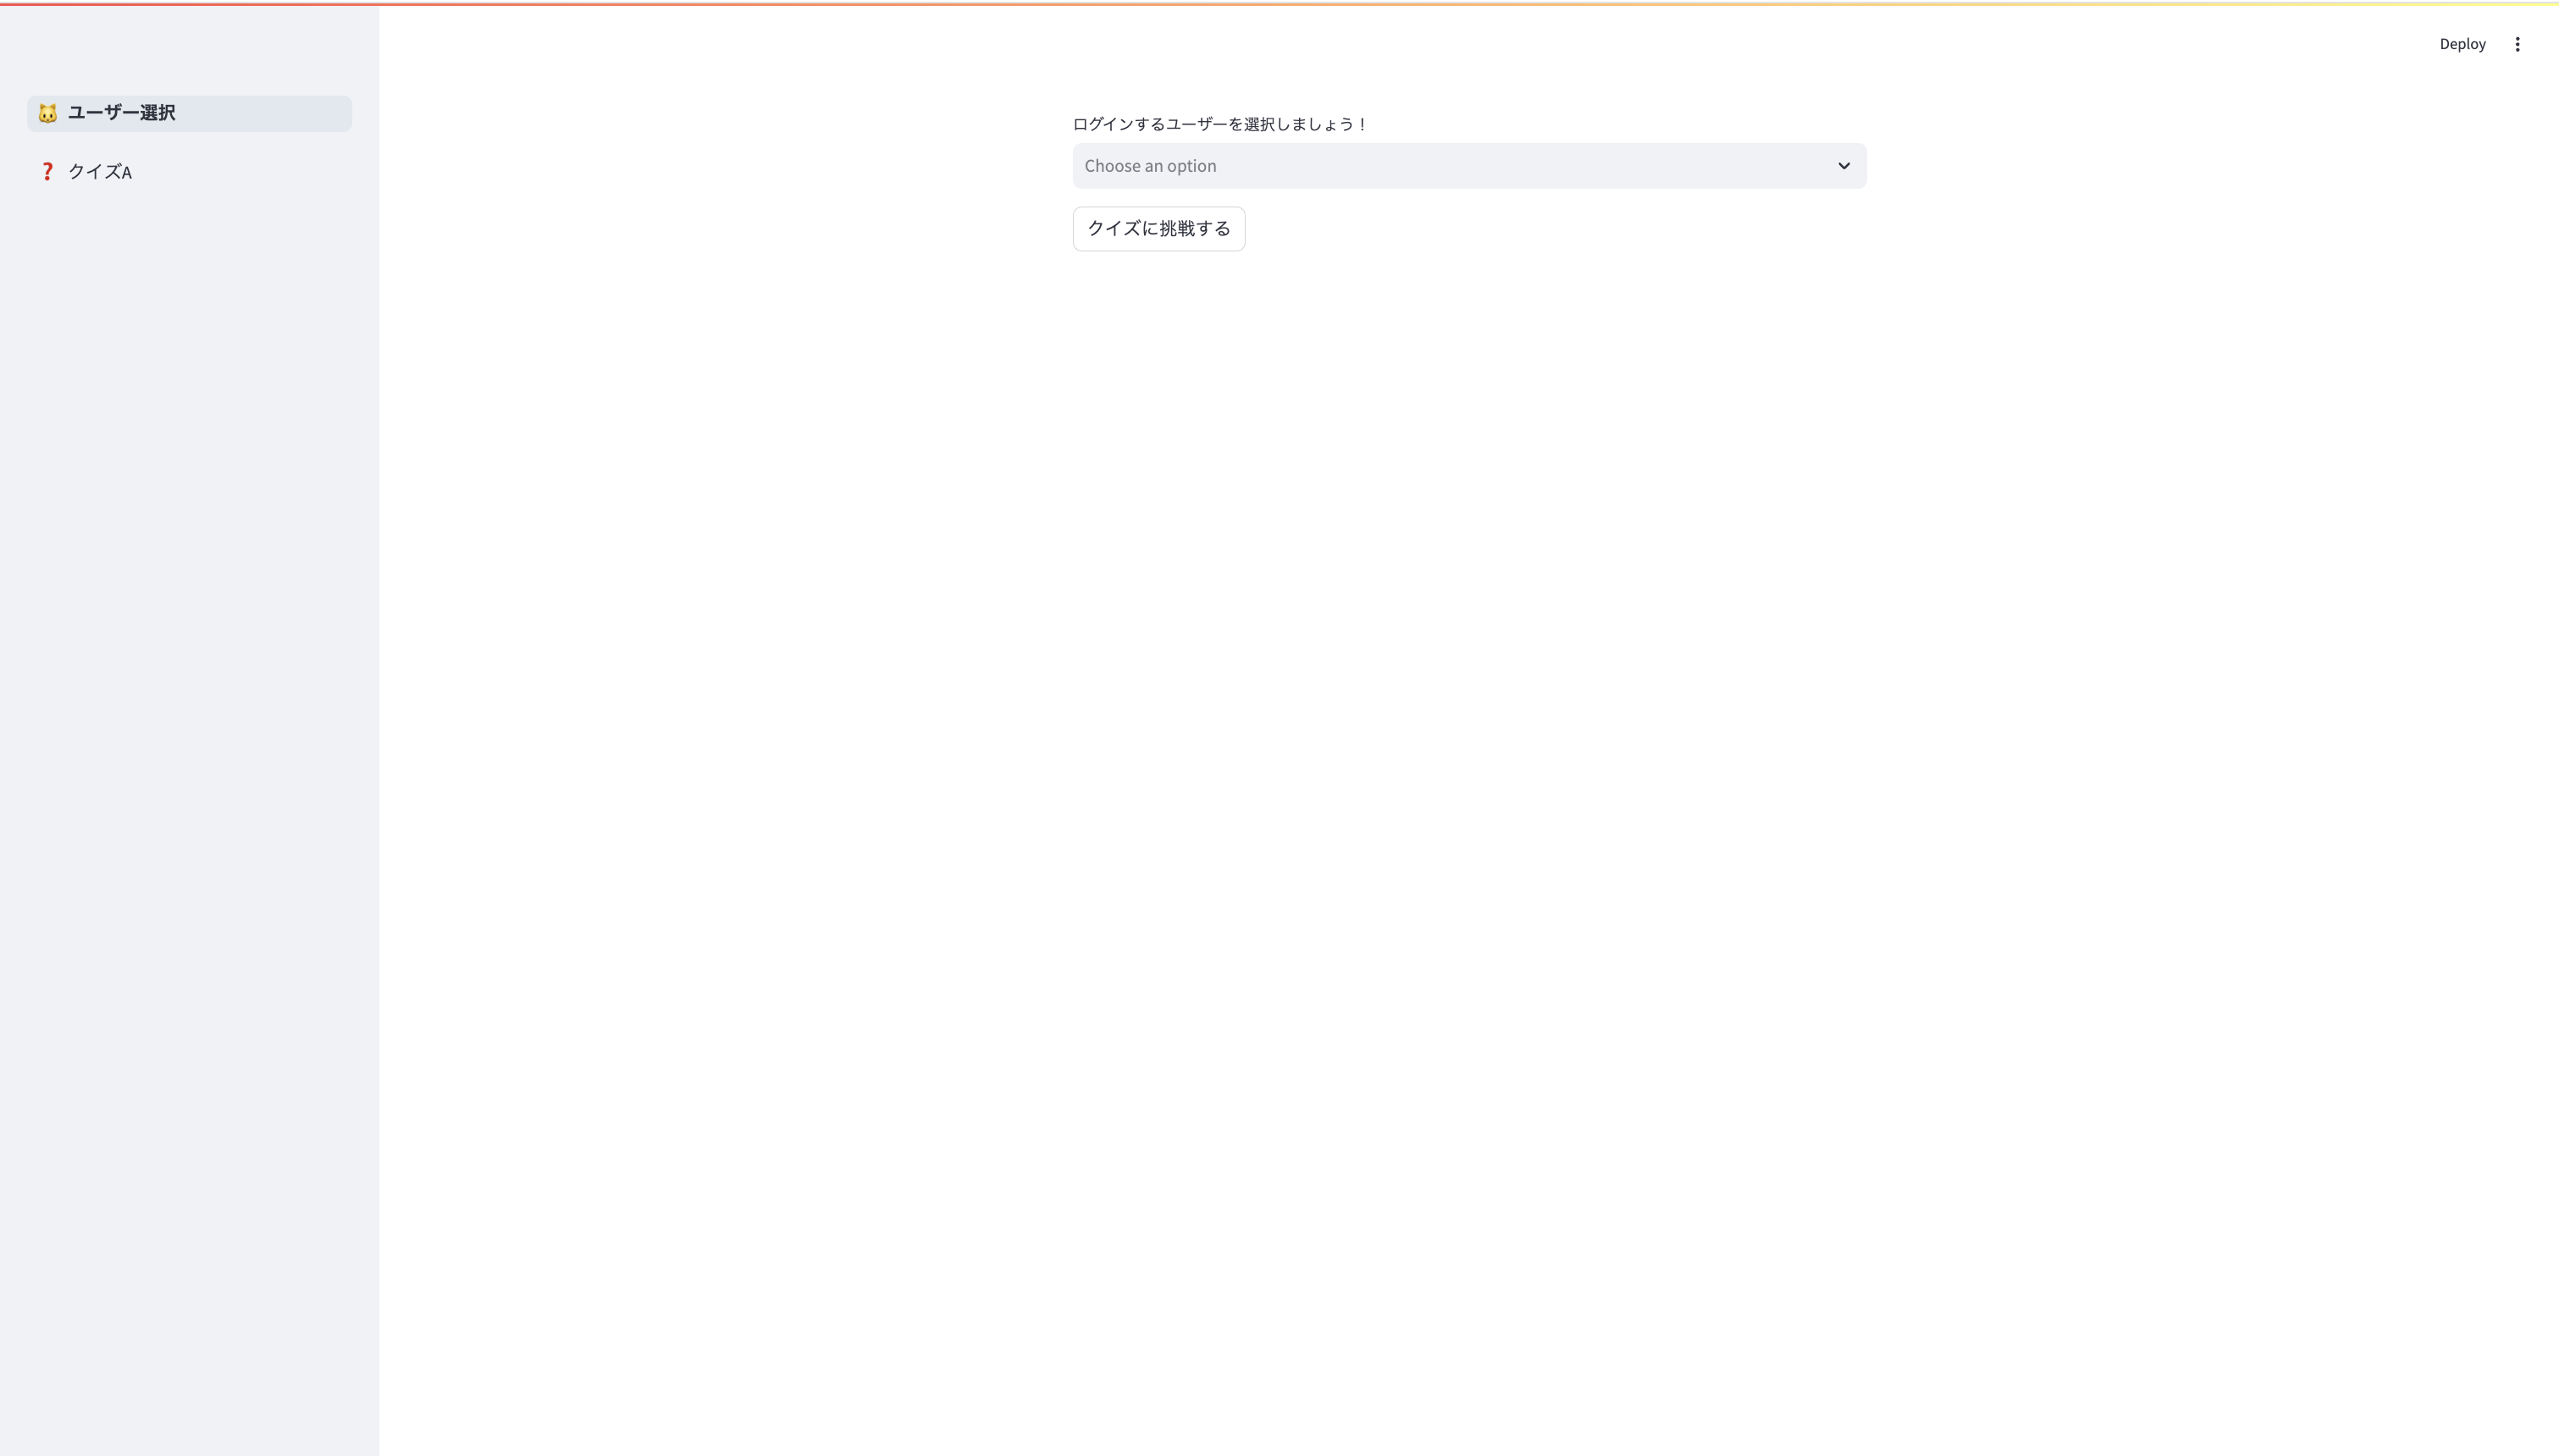 Deploy
ユーザー選択
クイズA
ログインするユーザーを選択しましょう！
Choose an option
クイズに挑戦する